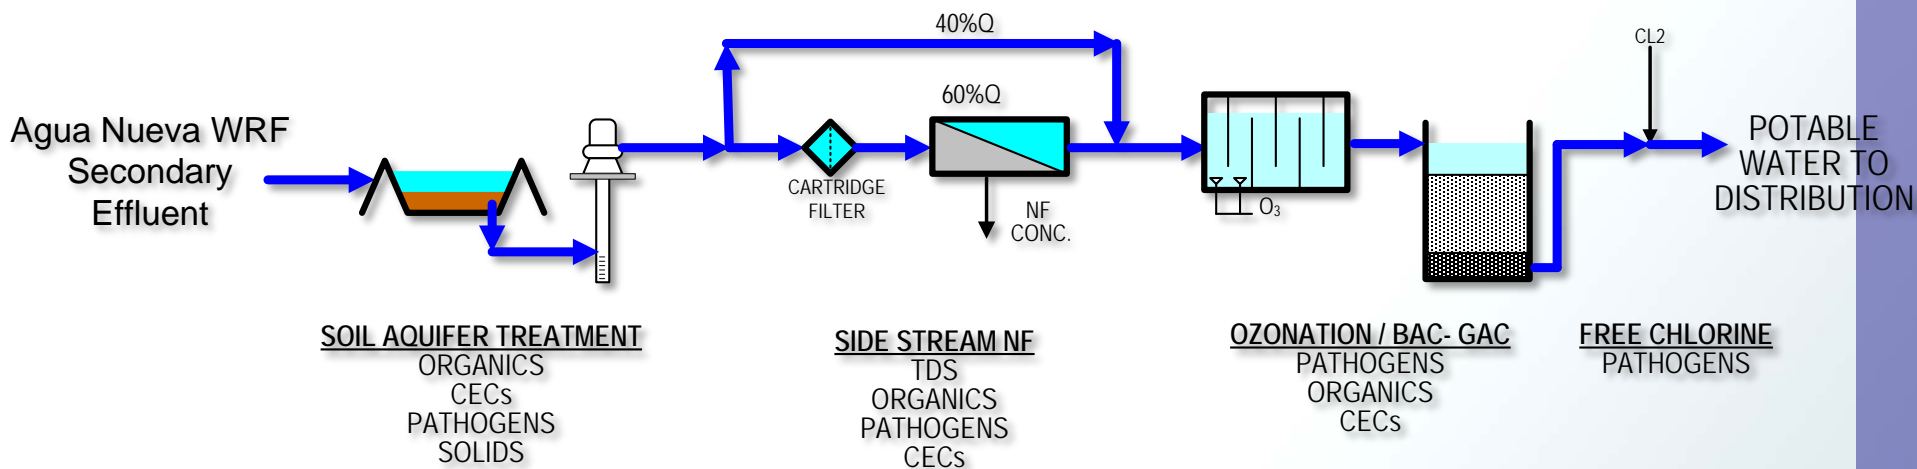 Agua Nueva WRF
Secondary
Effluent
40%Q
60%Q
CARTRIDGE
FILTER
NF
CONC.
O₃
CL2
POTABLE
WATER TO
DISTRIBUTION
SOIL AQUIFER TREATMENT
ORGANICS
CECs
PATHOGENS
SOLIDS
SIDE STREAM NF
TDS
ORGANICS
PATHOGENS
CECs
OZONATION / BAC- GAC
PATHOGENS
ORGANICS
CECs
FREE CHLORINE
PATHOGENS